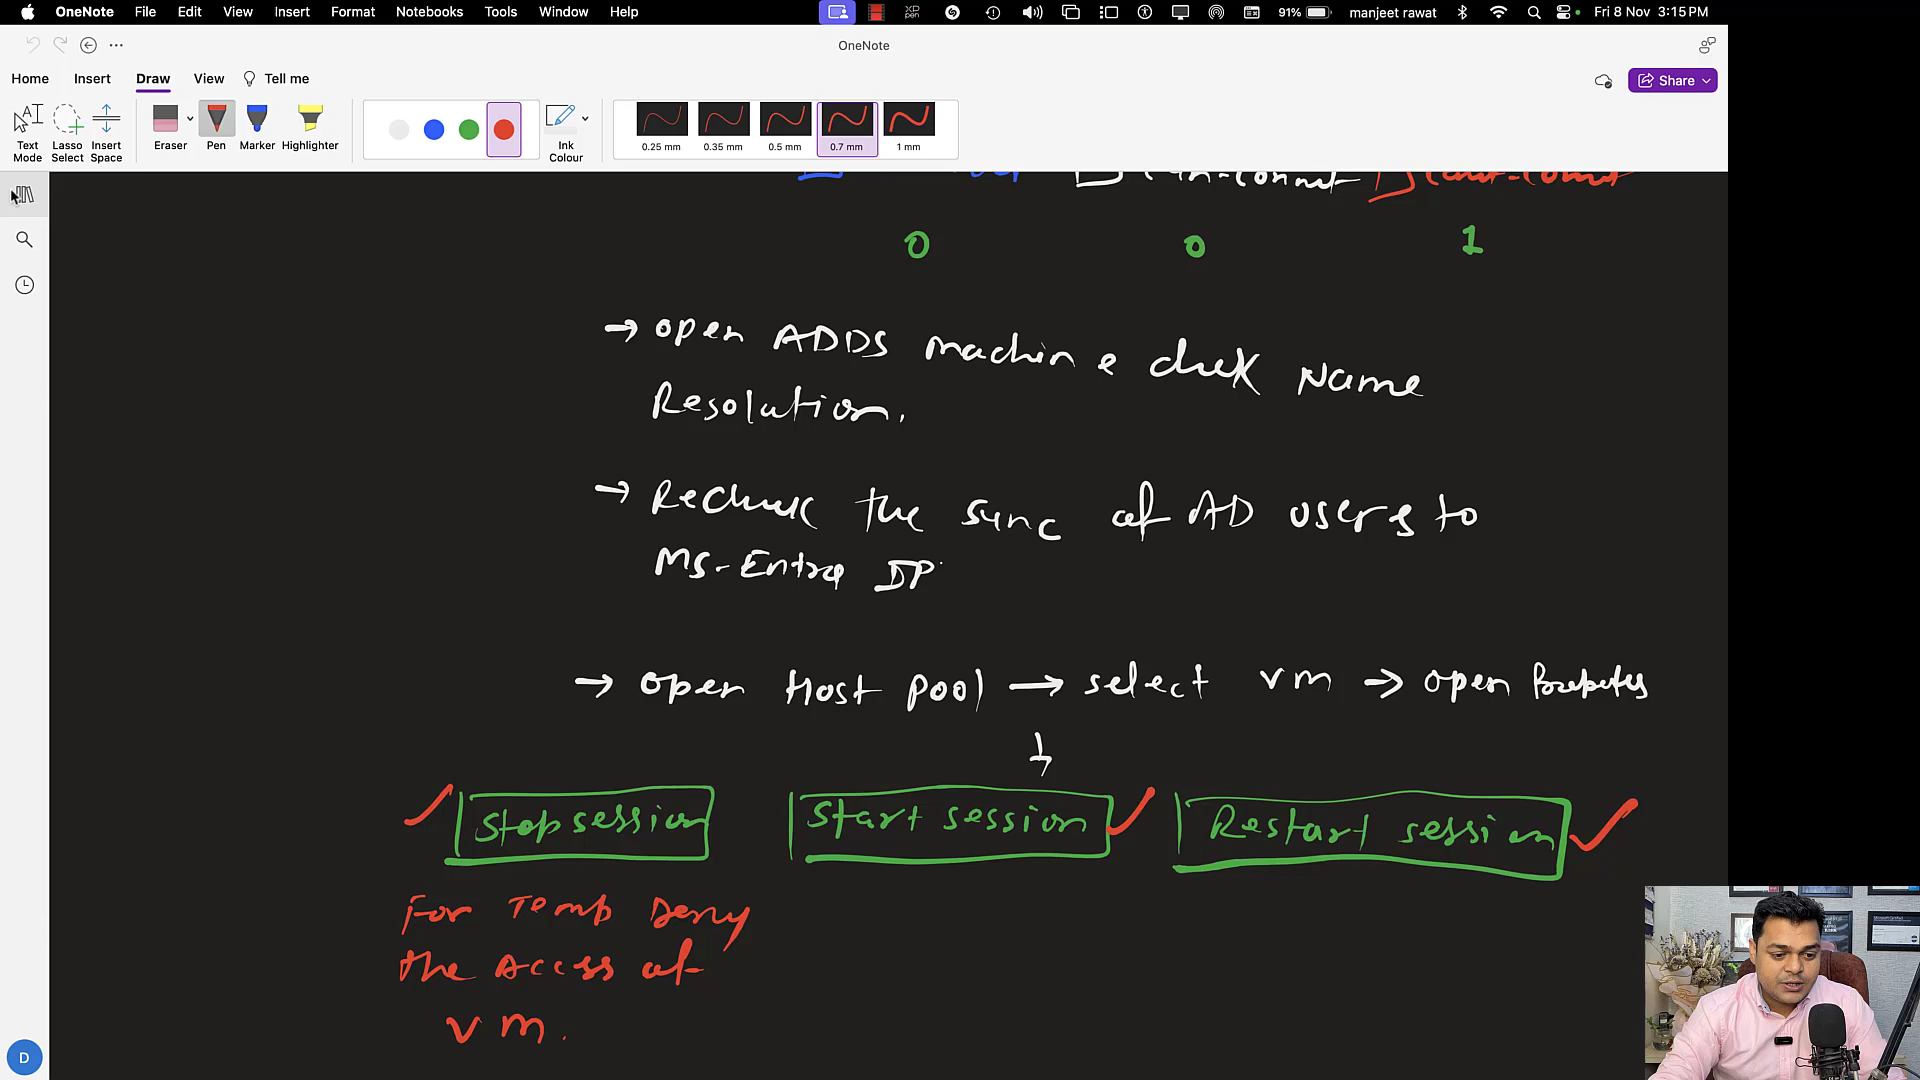 OneNote File Edit View Insert Format Notebooks Tools Window Help
XP pen
91% manjeet rawat Fri 8 Nov 3:15 PM
OneNote
Home Insert Draw View Tell me
Share
Text Mode
Lasso Select
Insert Space
Eraser
Pen
Marker
Highlighter
Ink Colour
0.25 mm
0.35 mm
0.5 mm
0.7 mm
1 mm
0 0 1
→ open ADDS machine chek Name
Resolution.
→ Rechek the sync of AD users to
MS-Entra
→ open Host pool → select vm → open
Stop session Start session Restart session
For Temp Deny
the Access of
vm.
D